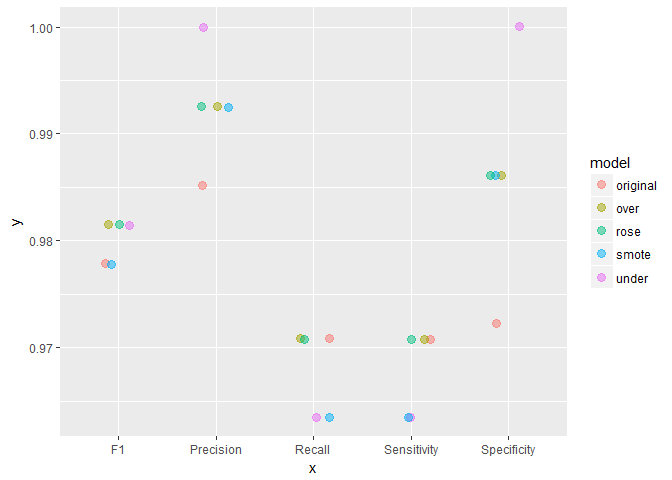 1.00
0.99
0.98
0.97
y
F1 Precision Recall Sensitivity Specificity
x
model
original
over
rose
smote
under